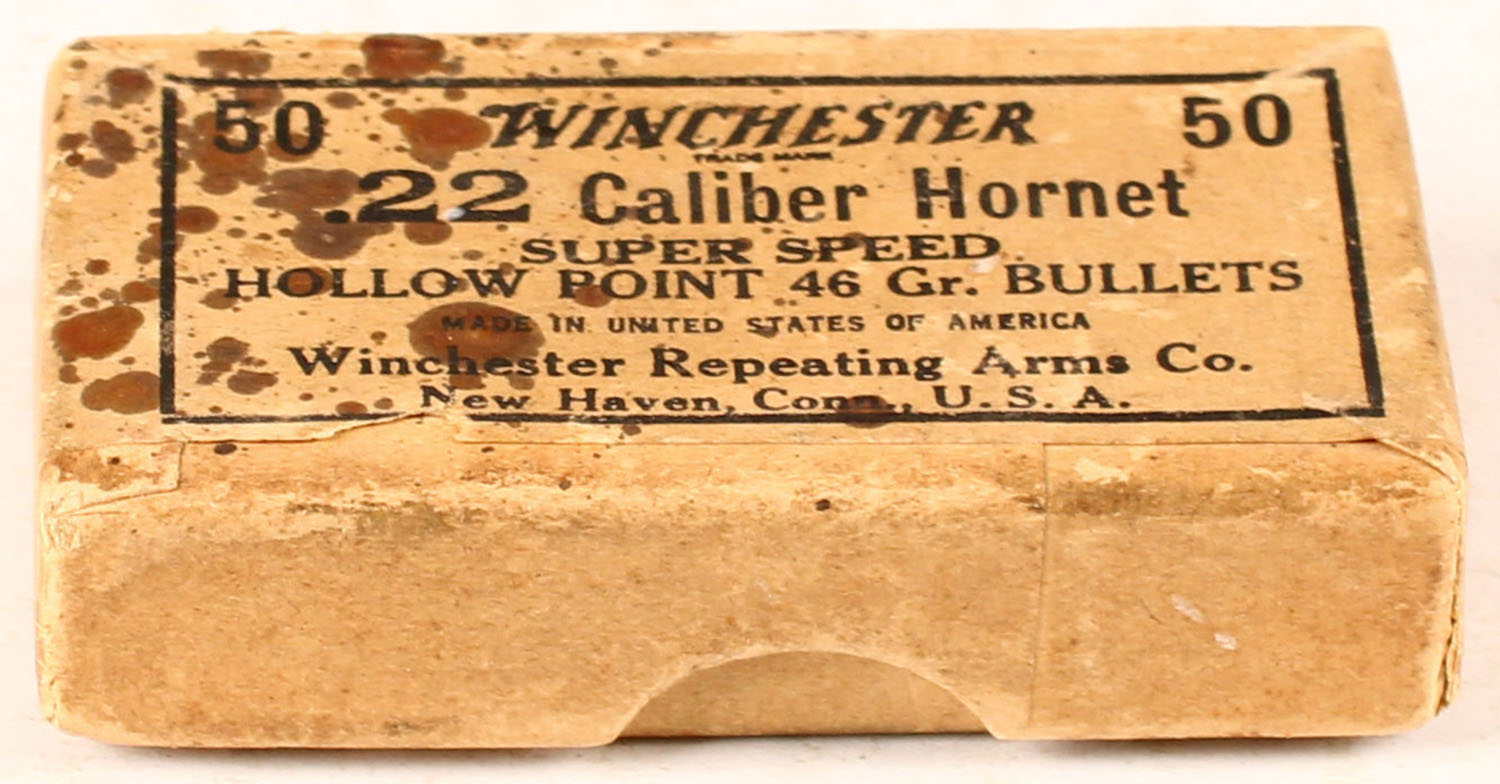 50 WINCHESTER 50
TRADE MARK
.22 Caliber Hornet
SUPER SPEED
HOLLOW POINT 46 Gr. BULLETS
MADE IN UNITED STATES OF AMERICA
Winchester Repeating Arms Co.
New Haven, Conn., U. S. A.